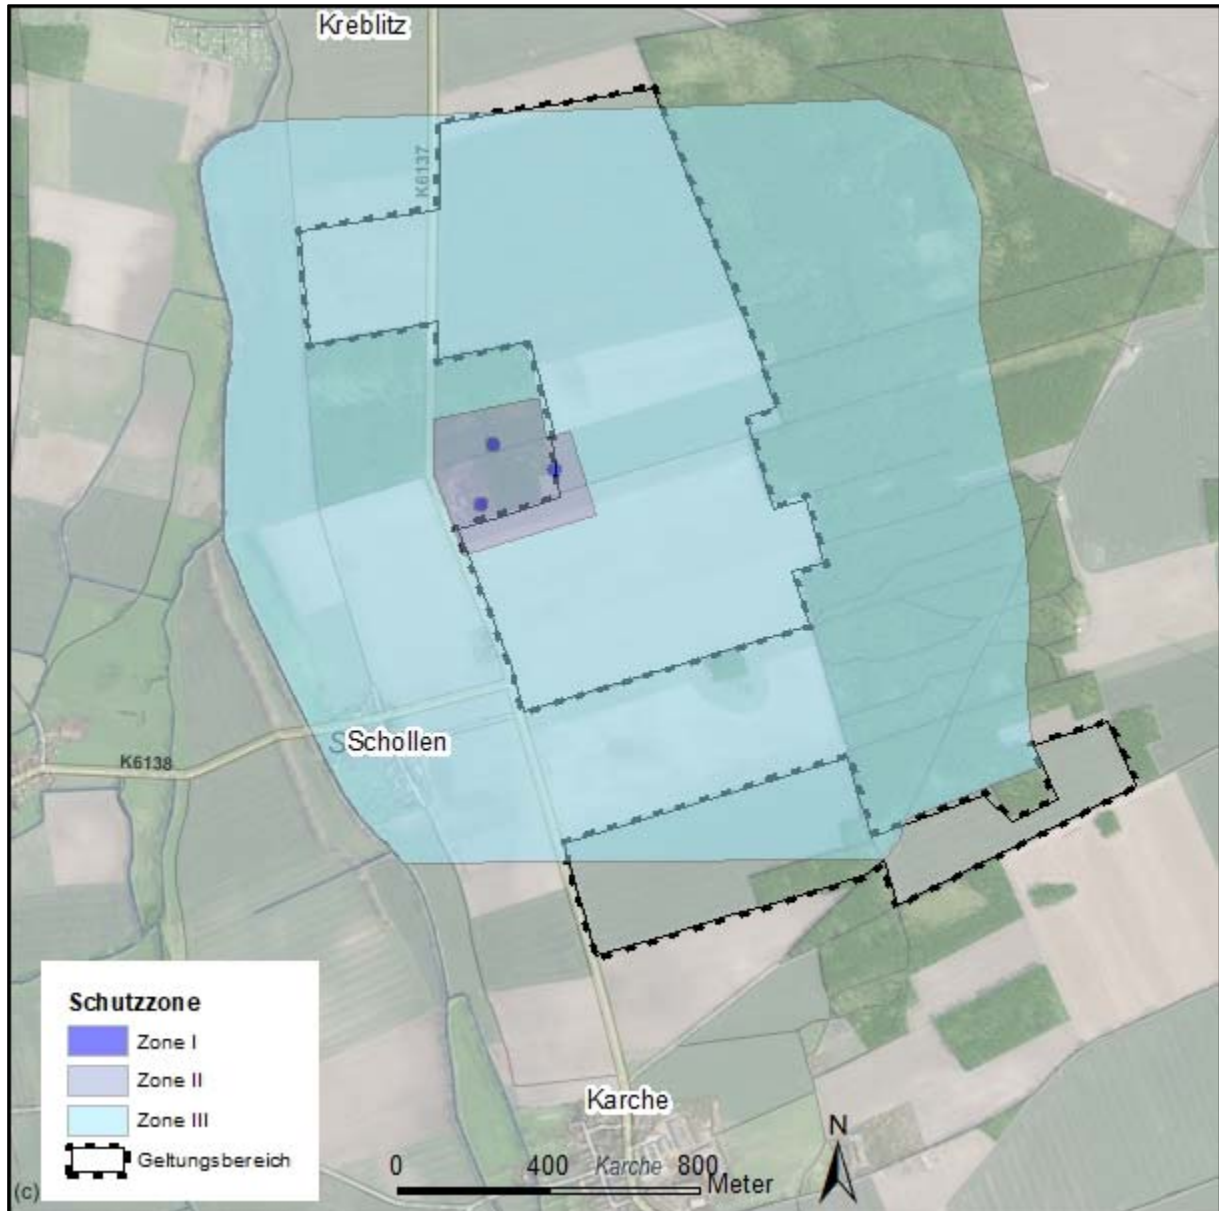 Kreblitz
K6137
Schollen
K6138
Schutzzone
Zone I
Zone II
Zone III
Geltungsbereich
(c)
Karche
Karche
N
0 400 800
Meter